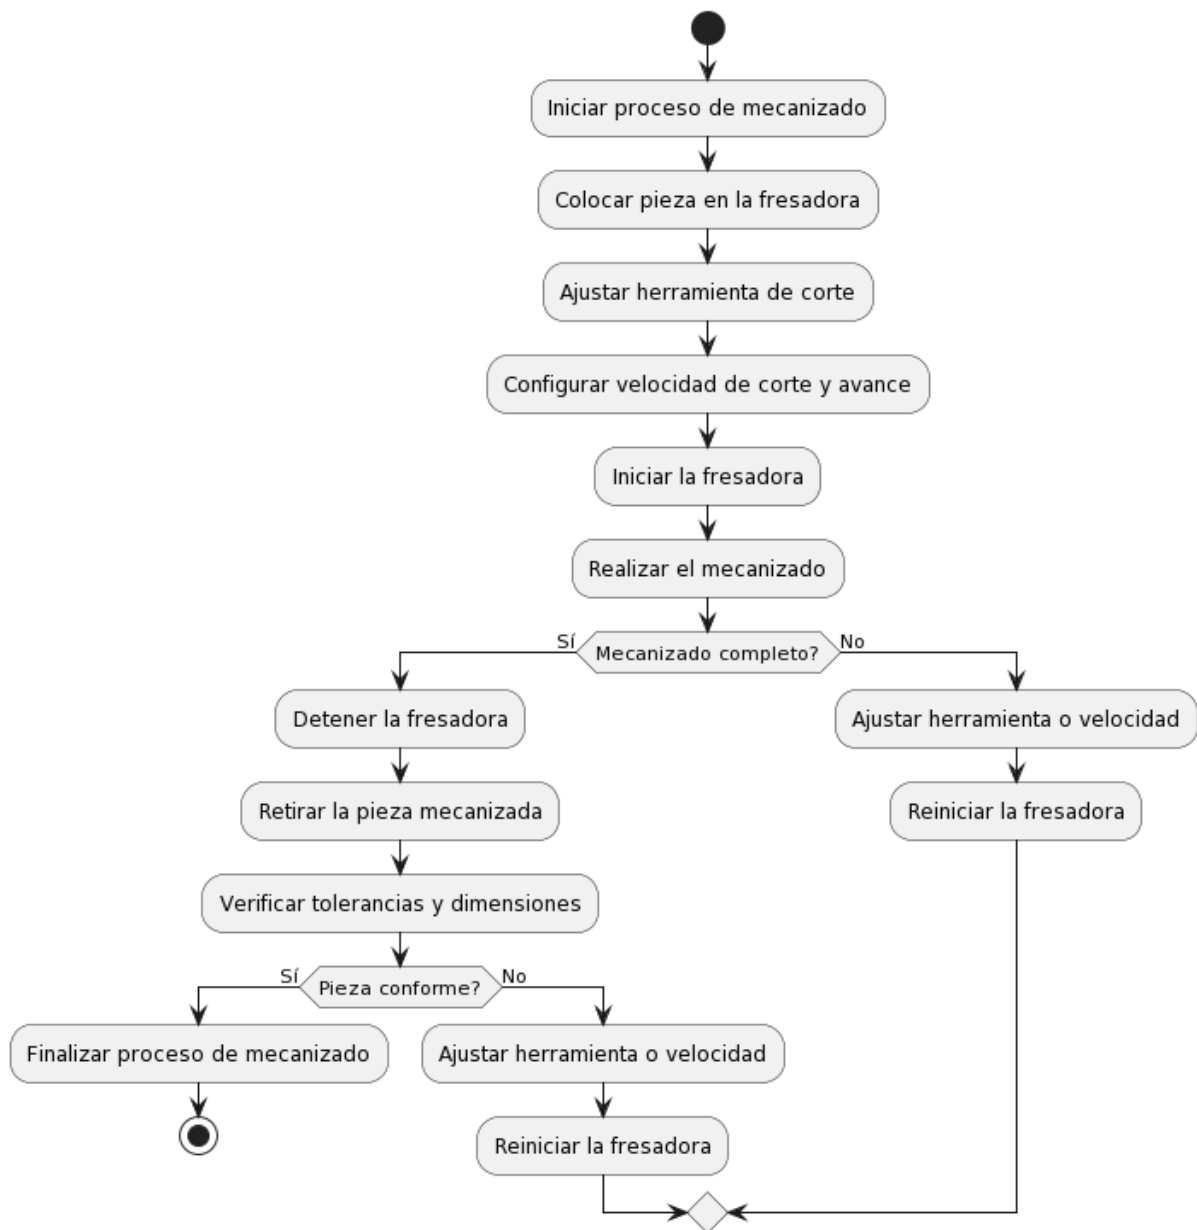 Iniciar proceso de mecanizado
Colocar pieza en la fresadora
Ajustar herramienta de corte
Configurar velocidad de corte y avance
Iniciar la fresadora
Realizar el mecanizado
Sí
Mecanizado completo?
No
Detener la fresadora
Ajustar herramienta o velocidad
Retirar la pieza mecanizada
Reiniciar la fresadora
Verificar tolerancias y dimensiones
Sí
Pieza conforme?
No
Finalizar proceso de mecanizado
Ajustar herramienta o velocidad
Reiniciar la fresadora